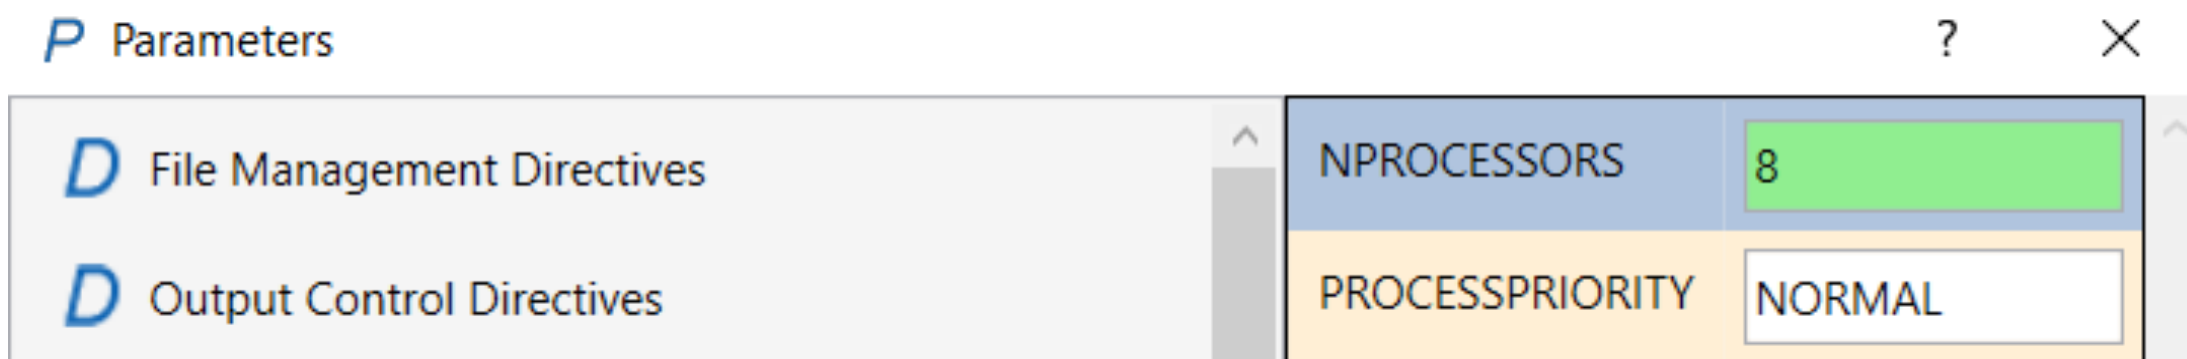 P Parameters ? ×
D File Management Directives
D Output Control Directives
NPROCESSORS 8
PROCESSPRIORITY NORMAL